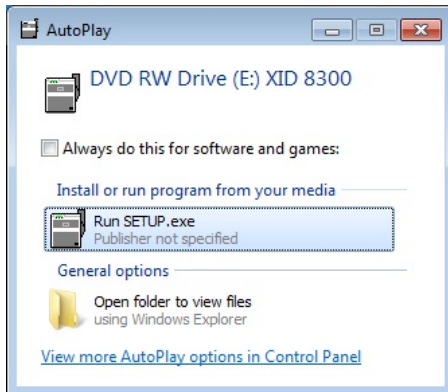 AutoPlay
DVD RW Drive (E:) XID 8300
Always do this for software and games:
Install or run program from your media
Run SETUP.exe
Publisher not specified
General options
Open folder to view files
using Windows Explorer
View more AutoPlay options in Control Panel